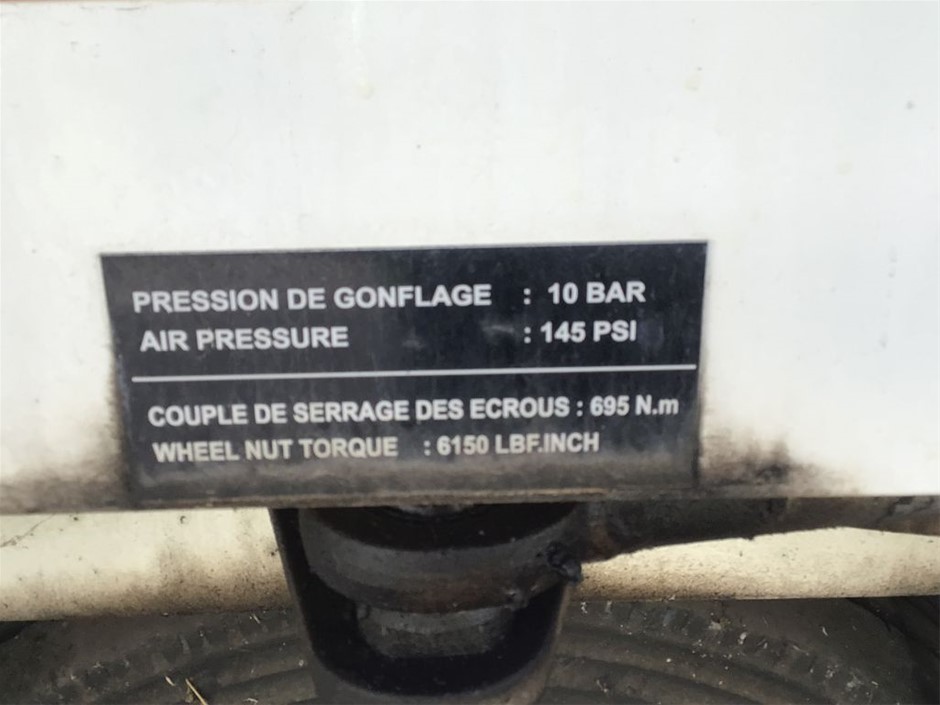 PRESSION DE GONFLAGE : 10 BAR
AIR PRESSURE : 145 PSI
COUPLE DE SERRAGE DES ECROUS : 695 N.m
WHEEL NUT TORQUE : 6150 LBF.INCH